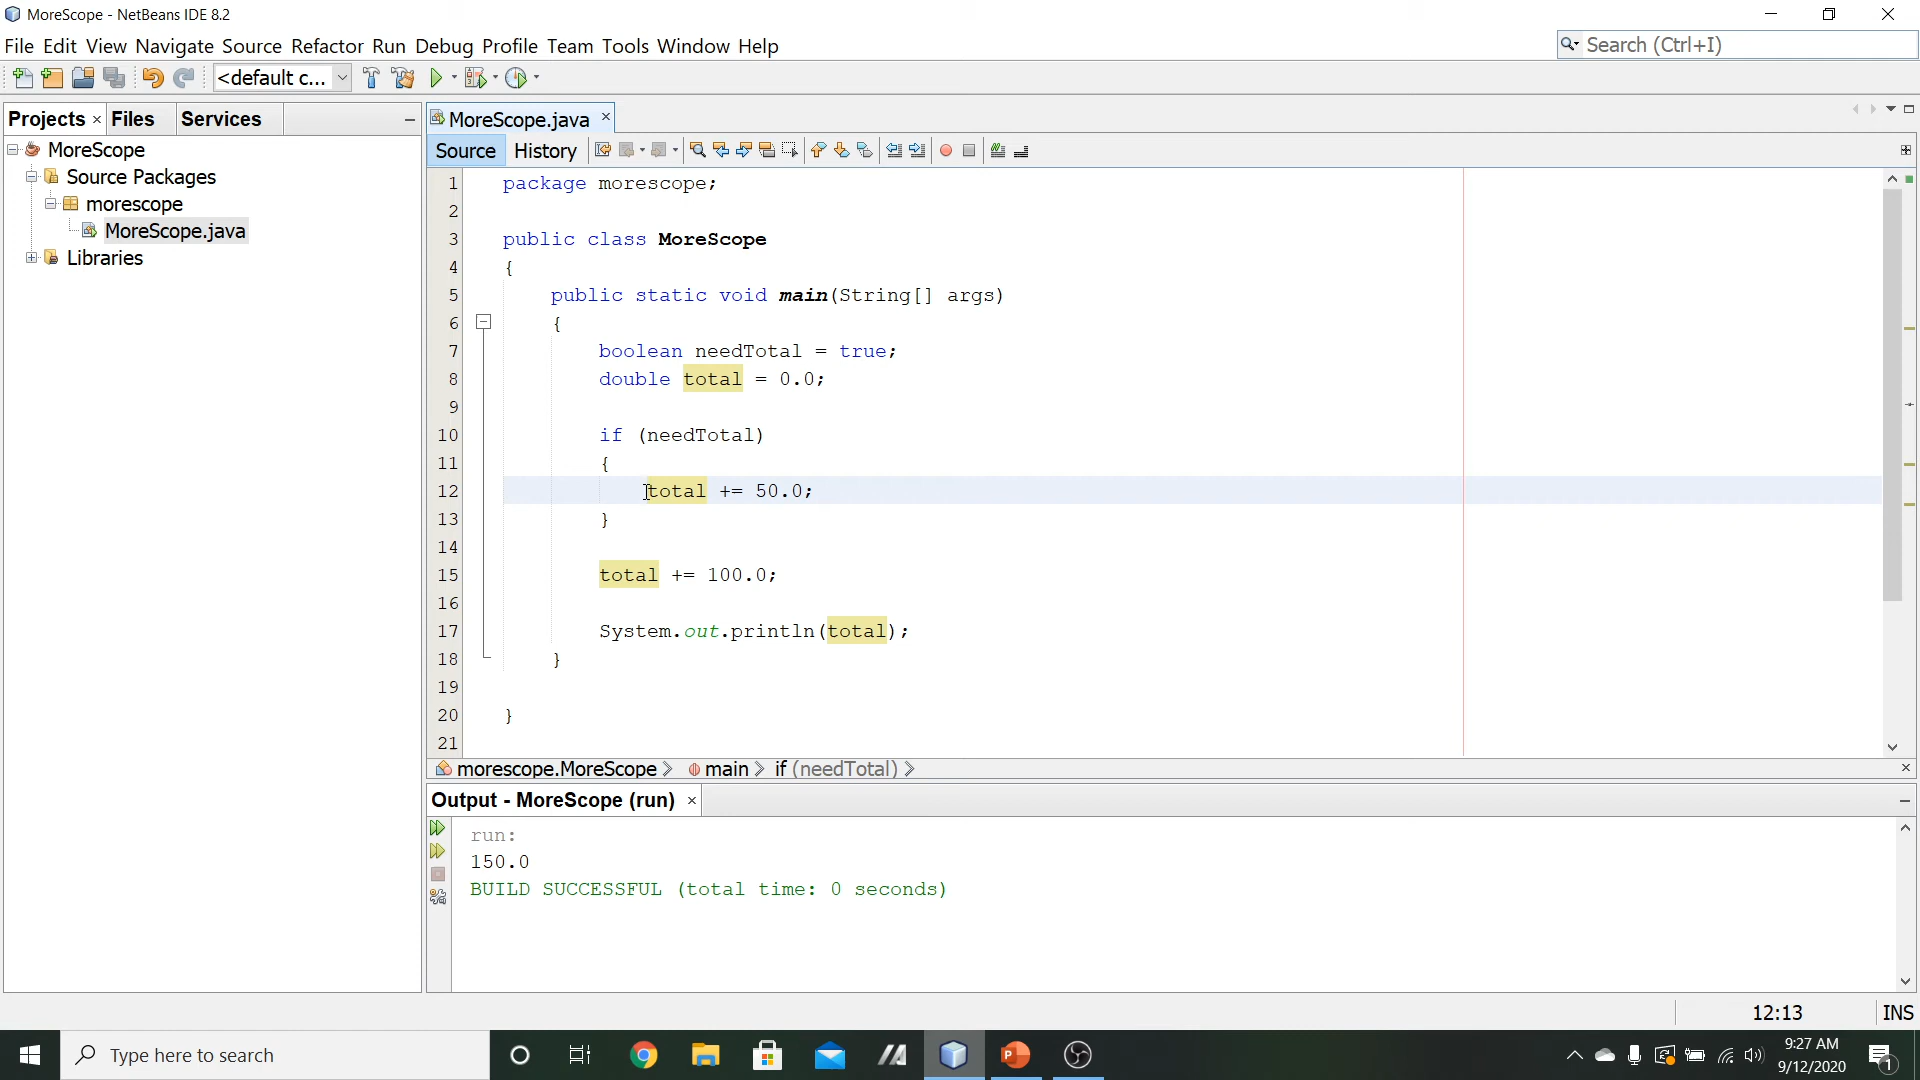 MoreScope - NetBeans IDE 8.2
File Edit View Navigate Source Refactor Run Debug Profile Team Tools Window Help
Search (Ctrl+I)
<default c...
Projects Files Services
MoreScope.java
Source History
MoreScope
Source Packages
morescope
MoreScope.java
Libraries
1 package morescope;
2
3 public class MoreScope
4 {
5 public static void main(String[] args)
6 {
7 boolean needTotal = true;
8 double total = 0.0;
9
10 if (needTotal)
11 {
12 total += 50.0;
13 }
14
15 total += 100.0;
16
17 System.out.println(total);
18 }
19
20 }
21
morescope.MoreScope main if (needTotal)
Output - MoreScope (run)
run:
150.0
BUILD SUCCESSFUL (total time: 0 seconds)
12:13 INS
Type here to search
9:27 AM
9/12/2020
1